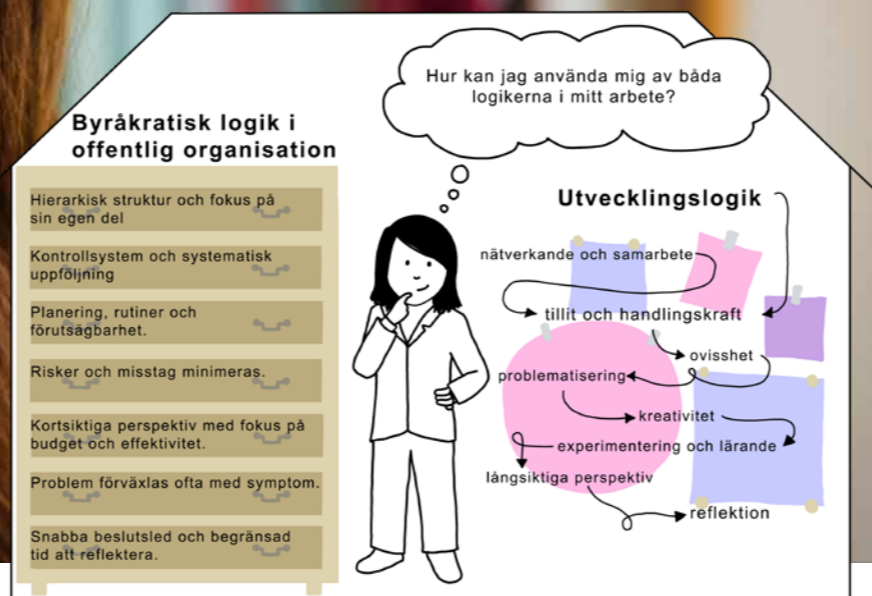 Byråkratisk logik i
offentlig organisation
Hierarkisk struktur och fokus på
sin egen del
Kontrollsystem och systematisk
uppföljning
Planering, rutiner och
förutsägbarhet.
Risker och misstag minimeras.
Kortsiktiga perspektiv med fokus på
budget och effektivitet.
Problem förväxlas ofta med symptom.
Snabba beslutsled och begränsad
tid att reflektera.
Hur kan jag använda mig av båda
logikerna i mitt arbete?
Utvecklingslogik
nätverkande och samarbete
tillit och handlingskraft
ovisshet
problematisering
kreativitet
experimentering och lärande
långsiktiga perspektiv
reflektion